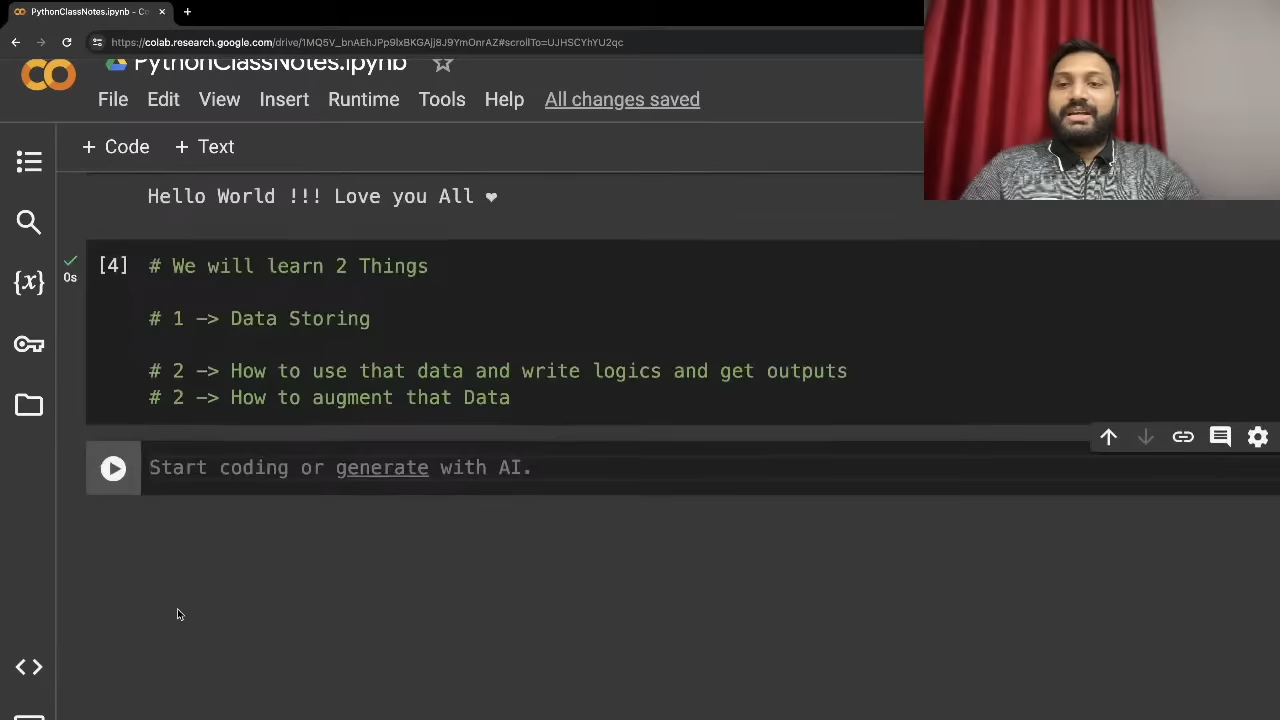 PythonClassNotes.ipynb - Co
https://colab.research.google.com/drive/1MQ5V_bnAEhJPp9lxBKGAjj8J9YmOnrAZ#scrollTo=UJHSCYhYU2qc
PythonClassNotes.ipynb
File Edit View Insert Runtime Tools Help All changes saved
+ Code + Text
Hello World !!! Love you All ❤
[4] # We will learn 2 Things
0s
# 1 -> Data Storing
# 2 -> How to use that data and write logics and get outputs
# 2 -> How to augment that Data
Start coding or generate with AI.